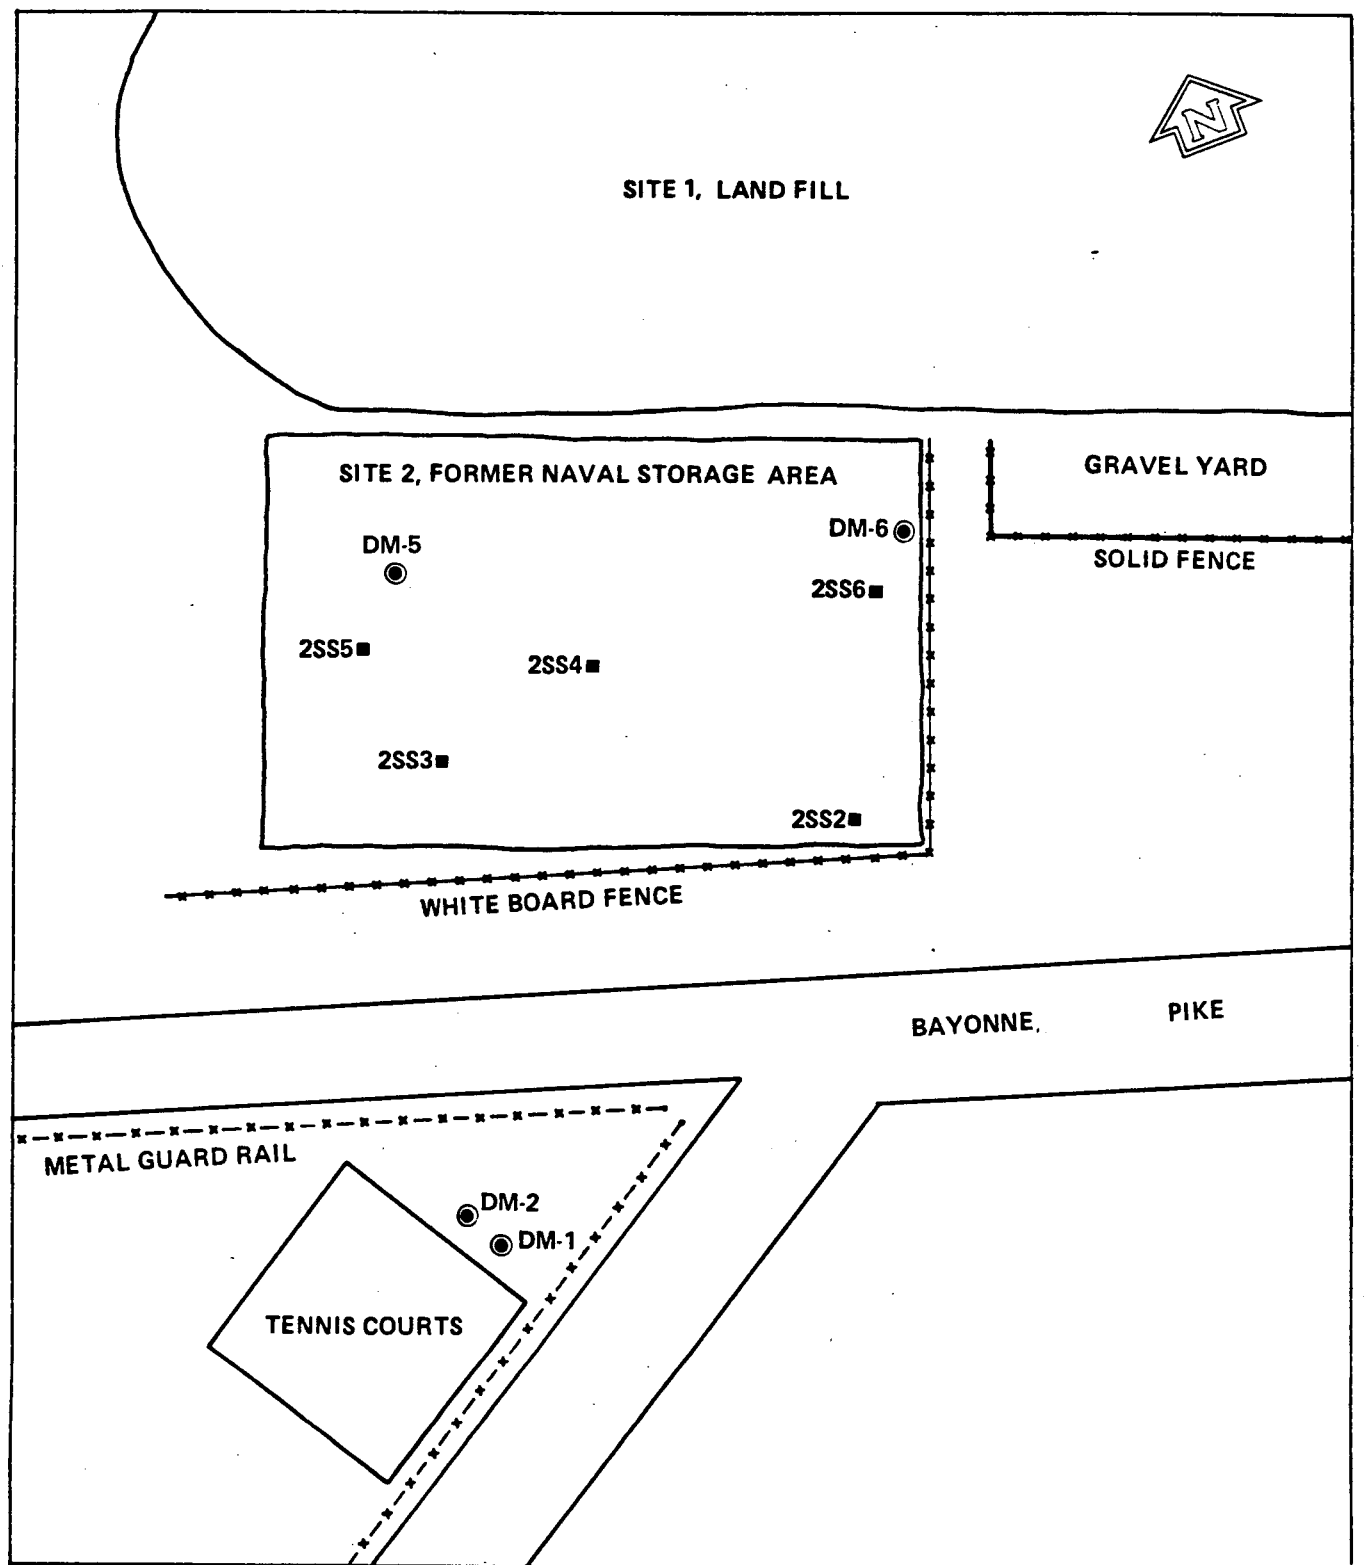 N
SITE 1, LAND FILL
SITE 2, FORMER NAVAL STORAGE AREA
GRAVEL YARD
DM-6
DM-5
SOLID FENCE
2SS6
2SS5
2SS4
2SS3
2SS2
WHITE BOARD FENCE
BAYONNE, PIKE
METAL GUARD RAIL
DM-2
DM-1
TENNIS COURTS